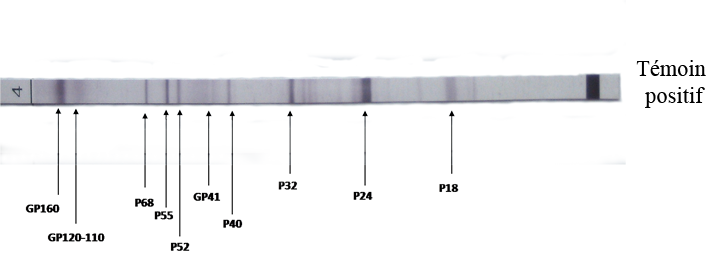 4
Témoin
positif
GP160
GP120-110
P68
P55
P52
GP41
P40
P32
P24
P18